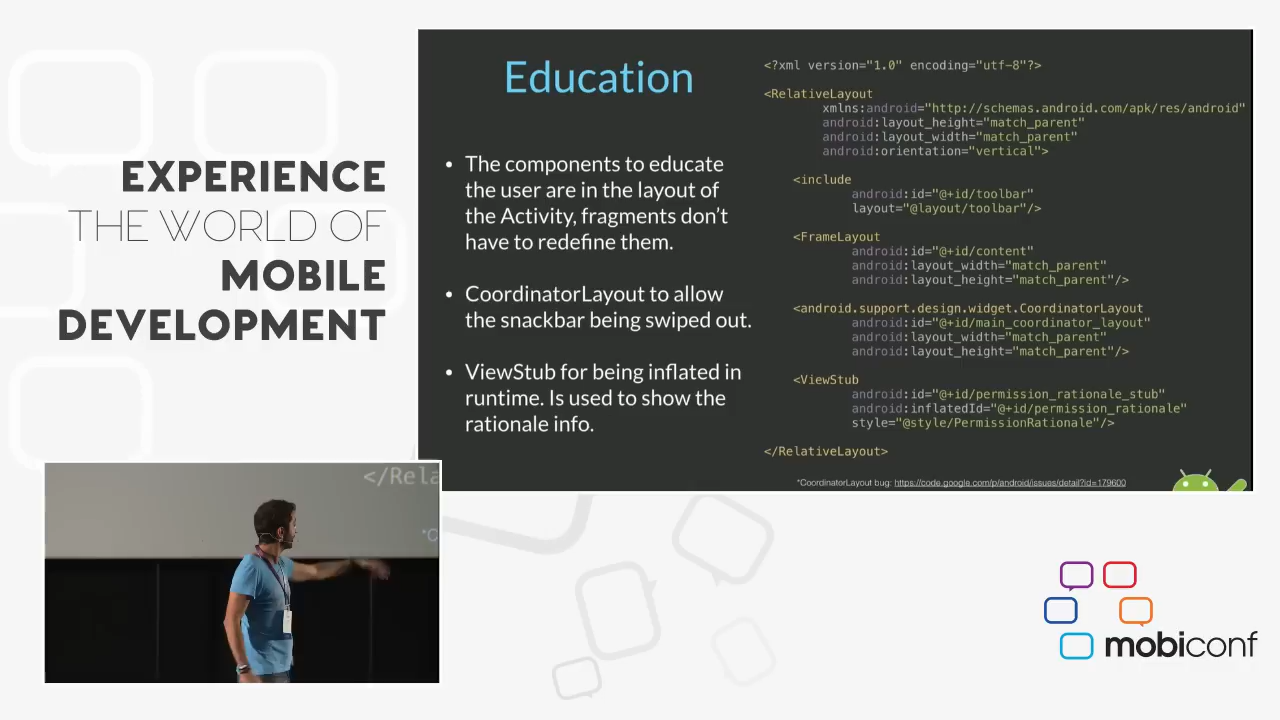 EXPERIENCE
THE WORLD OF
MOBILE
DEVELOPMENT
Education
• The components to educate
the user are in the layout of
the Activity, fragments don’t
have to redefine them.
• CoordinatorLayout to allow
the snackbar being swiped out.
• ViewStub for being inflated in
runtime. Is used to show the
rationale info.
<?xml version="1.0" encoding="utf-8"?>
<RelativeLayout
xmlns:android="http://schemas.android.com/apk/res/android"
android:layout_height="match_parent"
android:layout_width="match_parent"
android:orientation="vertical">
<include
android:id="@+id/toolbar"
layout="@layout/toolbar"/>
<FrameLayout
android:id="@+id/content"
android:layout_width="match_parent"
android:layout_height="match_parent"/>
<android.support.design.widget.CoordinatorLayout
android:id="@+id/main_coordinator_layout"
android:layout_width="match_parent"
android:layout_height="match_parent"/>
<ViewStub
android:id="@+id/permission_rationale_stub"
android:inflatedId="@+id/permission_rationale"
style="@style/PermissionRationale"/>
</RelativeLayout>
*CoordinatorLayout bug: https://code.google.com/p/android/issues/detail?id=179600
</Rela
*C
mobiconf